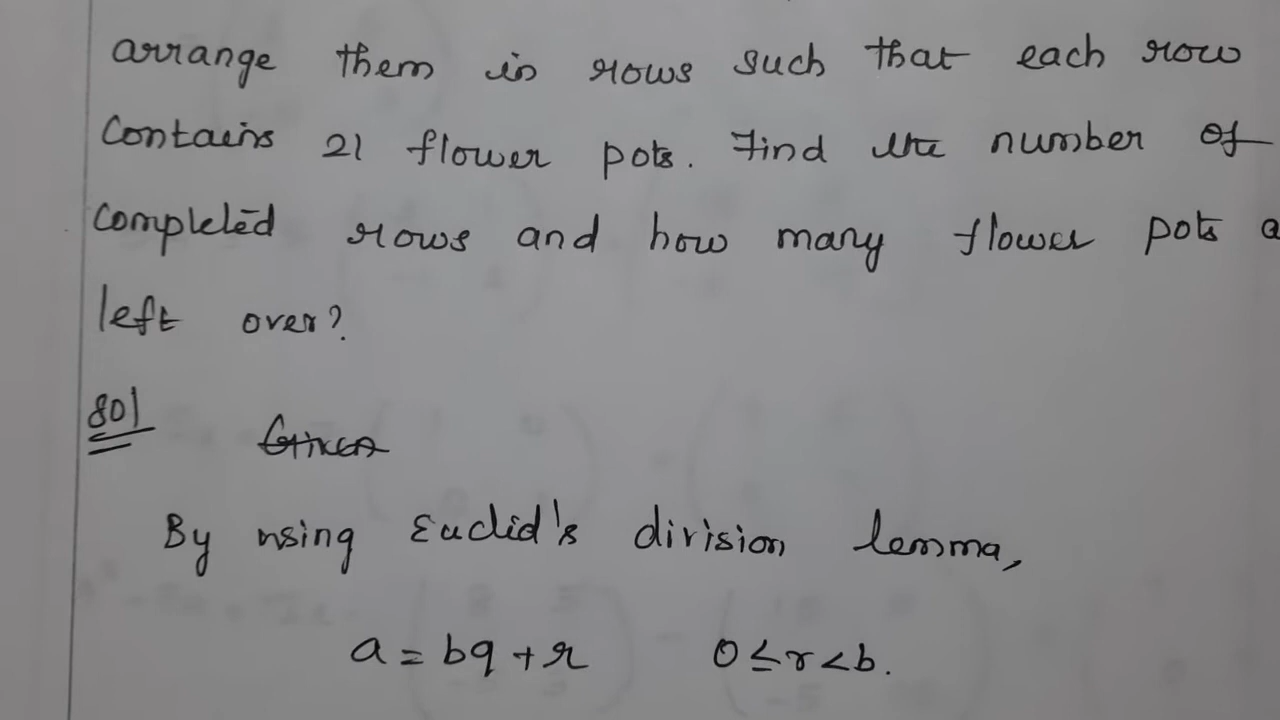 arrange them in rows such that each row
Contains 21 flower pots. Find the number of
completed rows and how many flower pots a
left over?
Sol
Given
By using Euclid's division lemma,
a = bq + r 0 ≤ r < b.